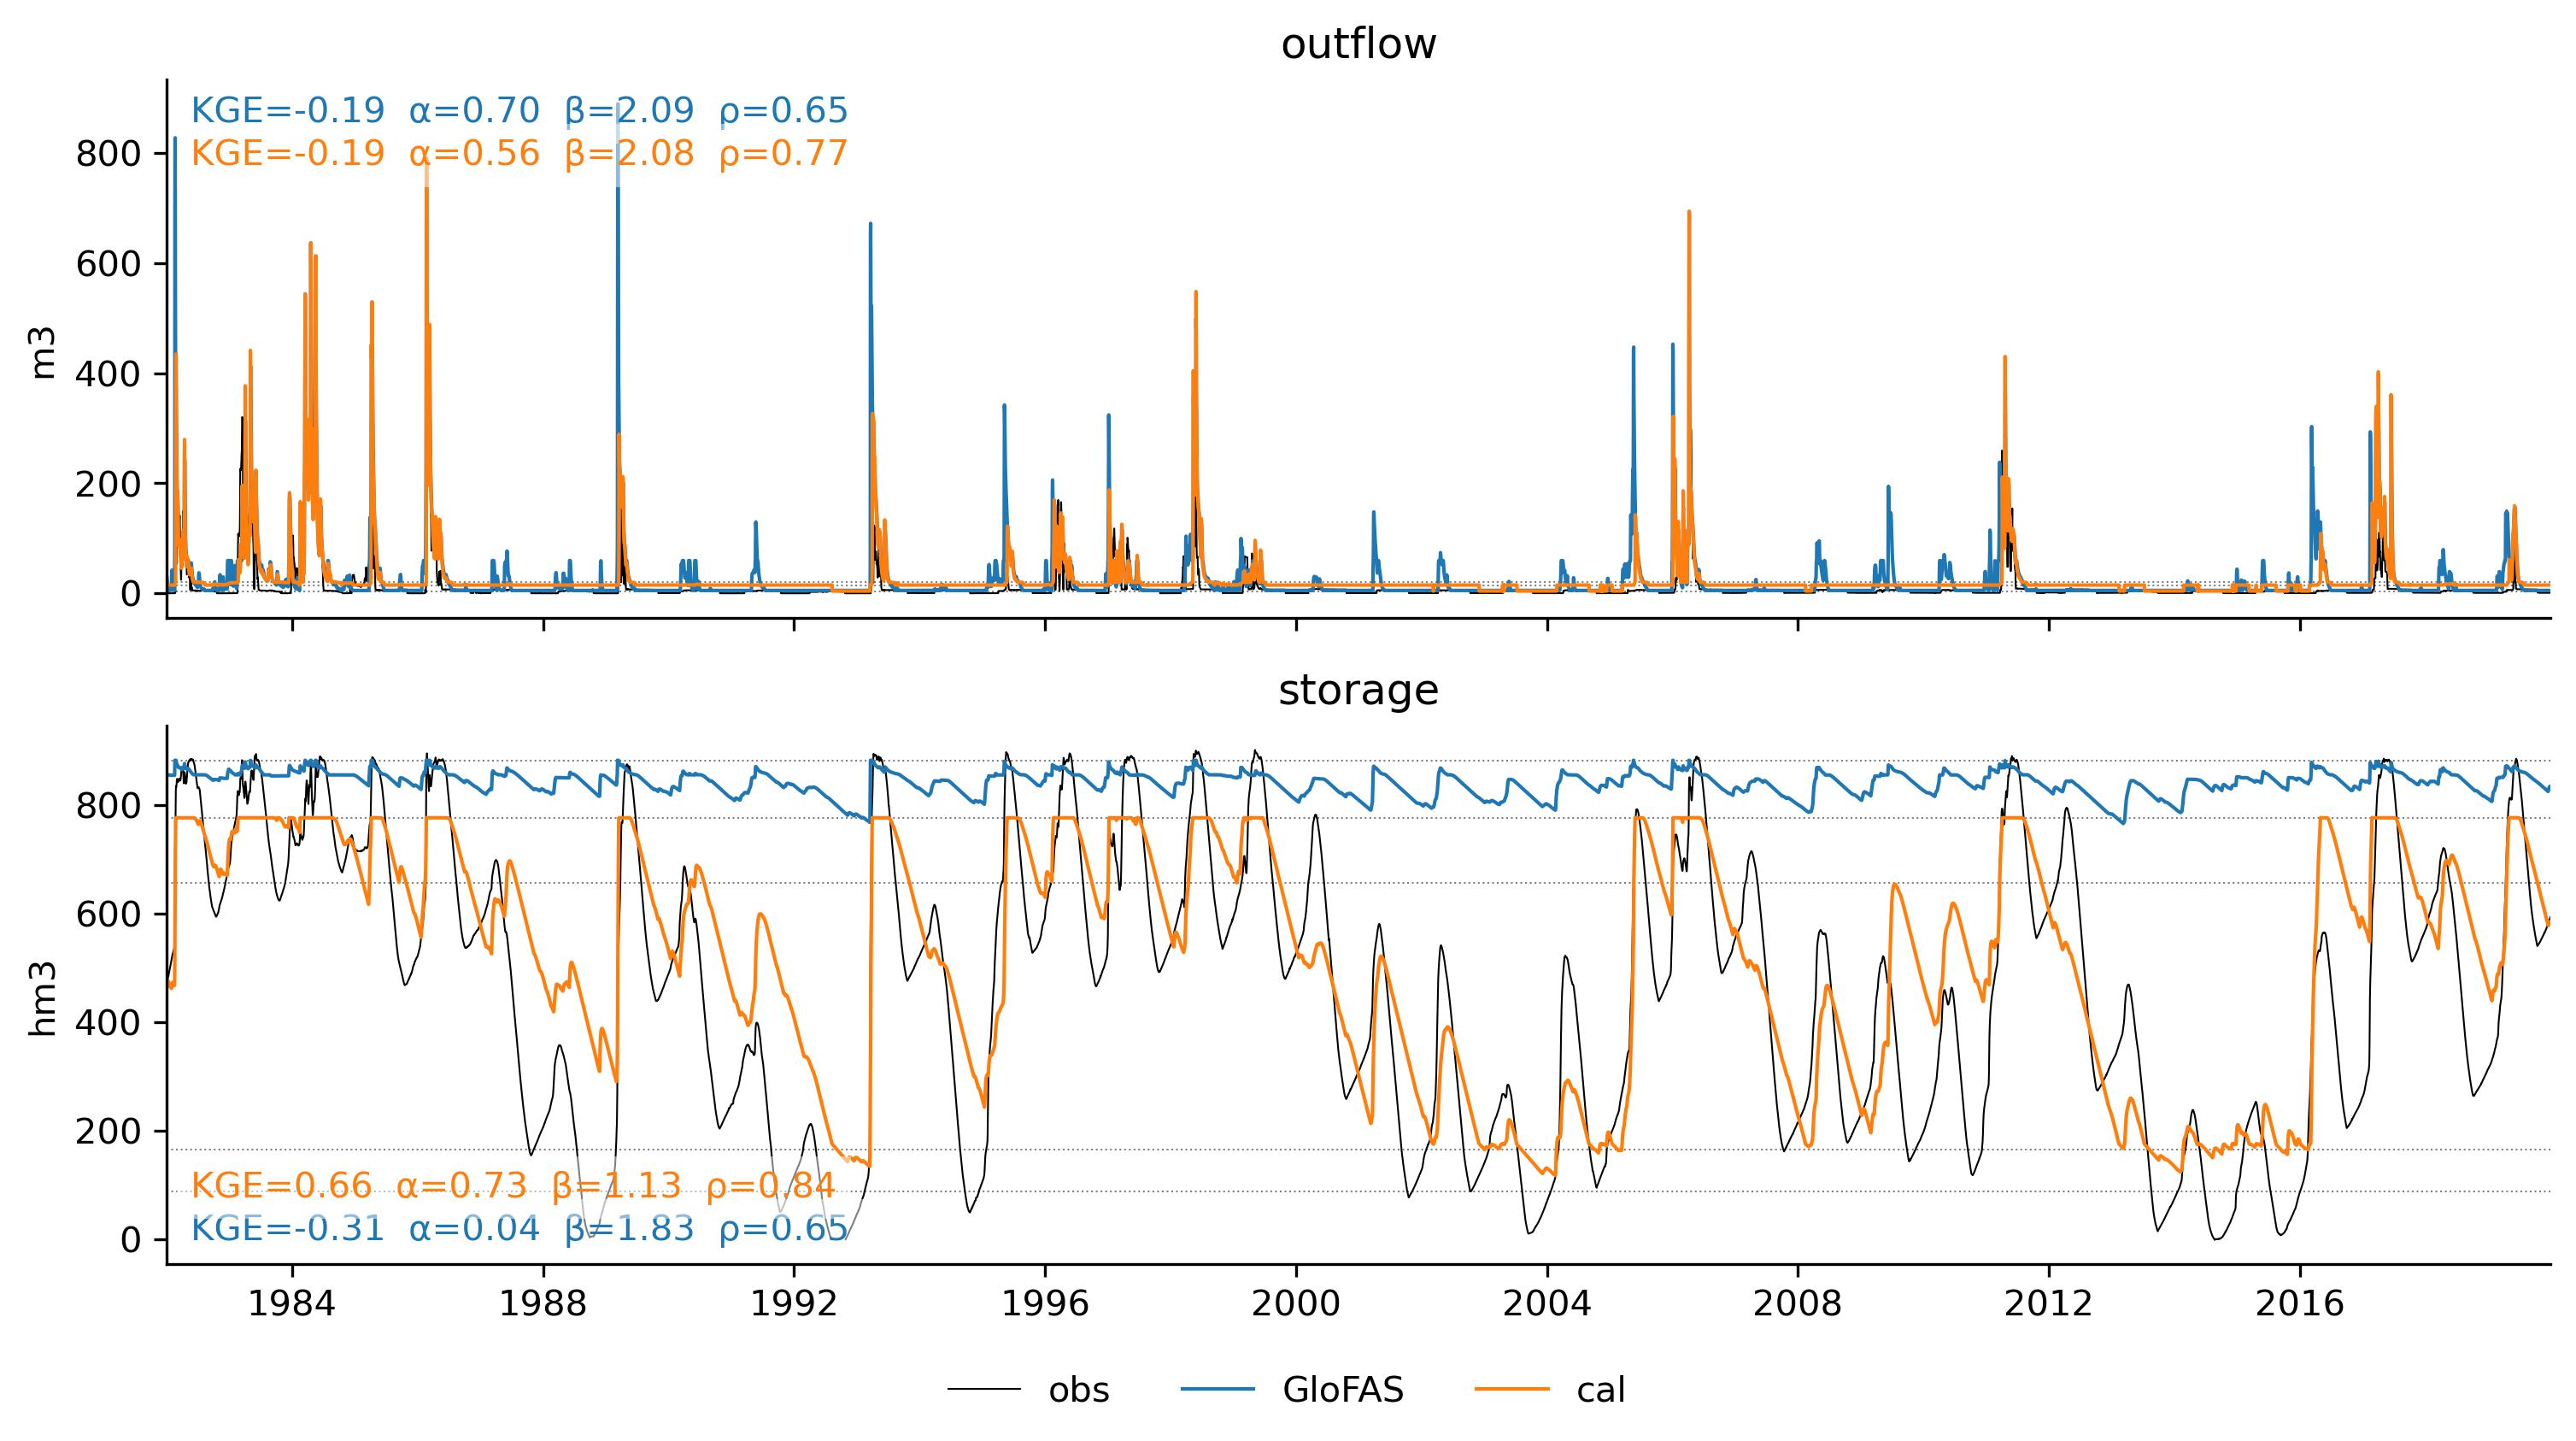 outflow
KGE=-0.19 α=0.70 β=2.09 ρ=0.65
KGE=-0.19 α=0.56 β=2.08 ρ=0.77
800
600
400
200
0
m3
storage
800
600
400
200
0
hm3
KGE=0.66 α=0.73 β=1.13 ρ=0.84
KGE=-0.31 α=0.04 β=1.83 ρ=0.65
1984 1988 1992 1996 2000 2004 2008 2012 2016
obs GloFAS cal